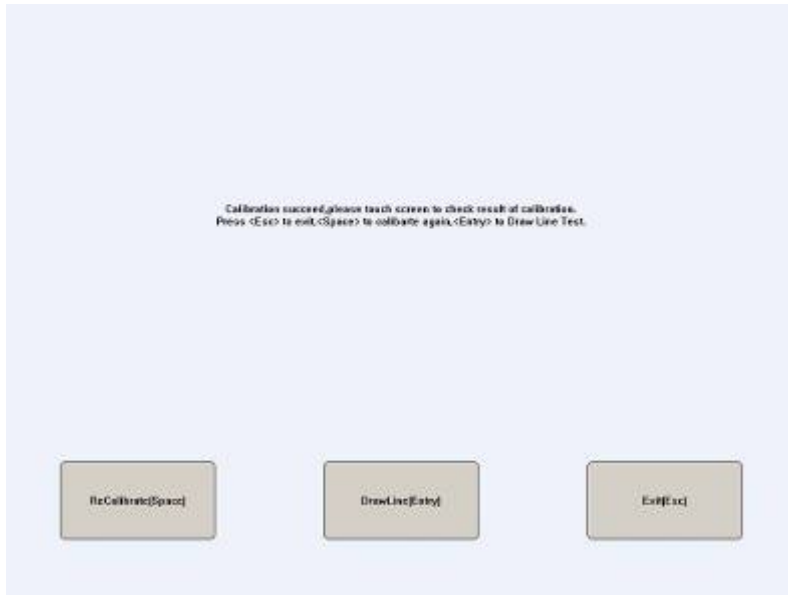 Calibration succeed,please touch screen to check result of calibration.
Press <Esc> to exit,<Space> to calibarte again,<Entry> to Draw Line Test.
ReCalibrate[Space]
DrawLine[Entry]
Exit[Esc]